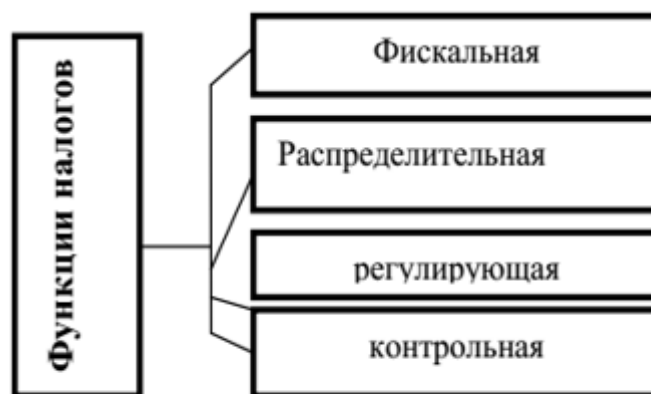 Функции налогов
Фискальная
Распределительная
регулирующая
контрольная